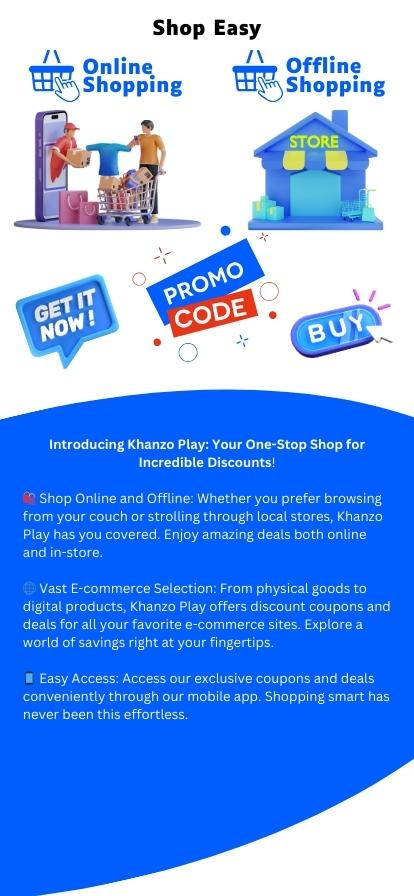 Shop Easy
Online
Shopping
Offline
Shopping
STORE
GET IT
NOW!
PROMO
CODE
BUY
Introducing Khanzo Play: Your One-Stop Shop for
Incredible Discounts!
🛍️ Shop Online and Offline: Whether you prefer browsing
from your couch or strolling through local stores, Khanzo
Play has you covered. Enjoy amazing deals both online
and in-store.
🌐 Vast E-commerce Selection: From physical goods to
digital products, Khanzo Play offers discount coupons and
deals for all your favorite e-commerce sites. Explore a
world of savings right at your fingertips.
📱 Easy Access: Access our exclusive coupons and deals
conveniently through our mobile app. Shopping smart has
never been this effortless.